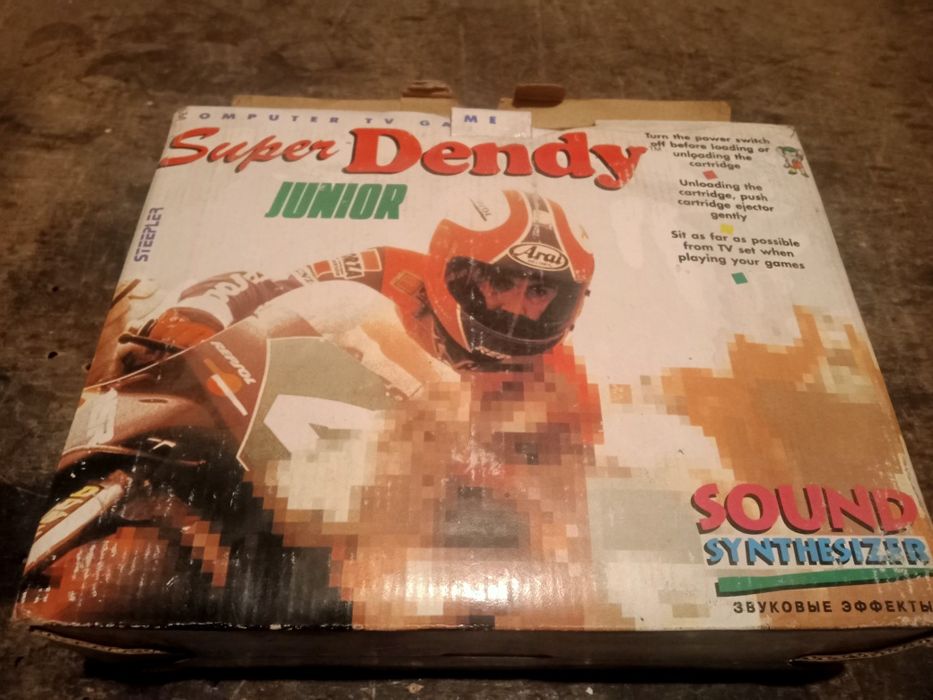 COMPUTER TV GAME
Super Dendy
JUNIOR
STEEPLER
Turn the power switch
off before loading or
unloading the
cartridge
Unloading the
cartridge, push
cartridge ejector
gently
Sit as far as possible
from TV set when
playing your games
Arai
REPSOL
4
SOUND
SYNTHESIZER
ЗВУКОВЫЕ ЭФФЕКТЫ